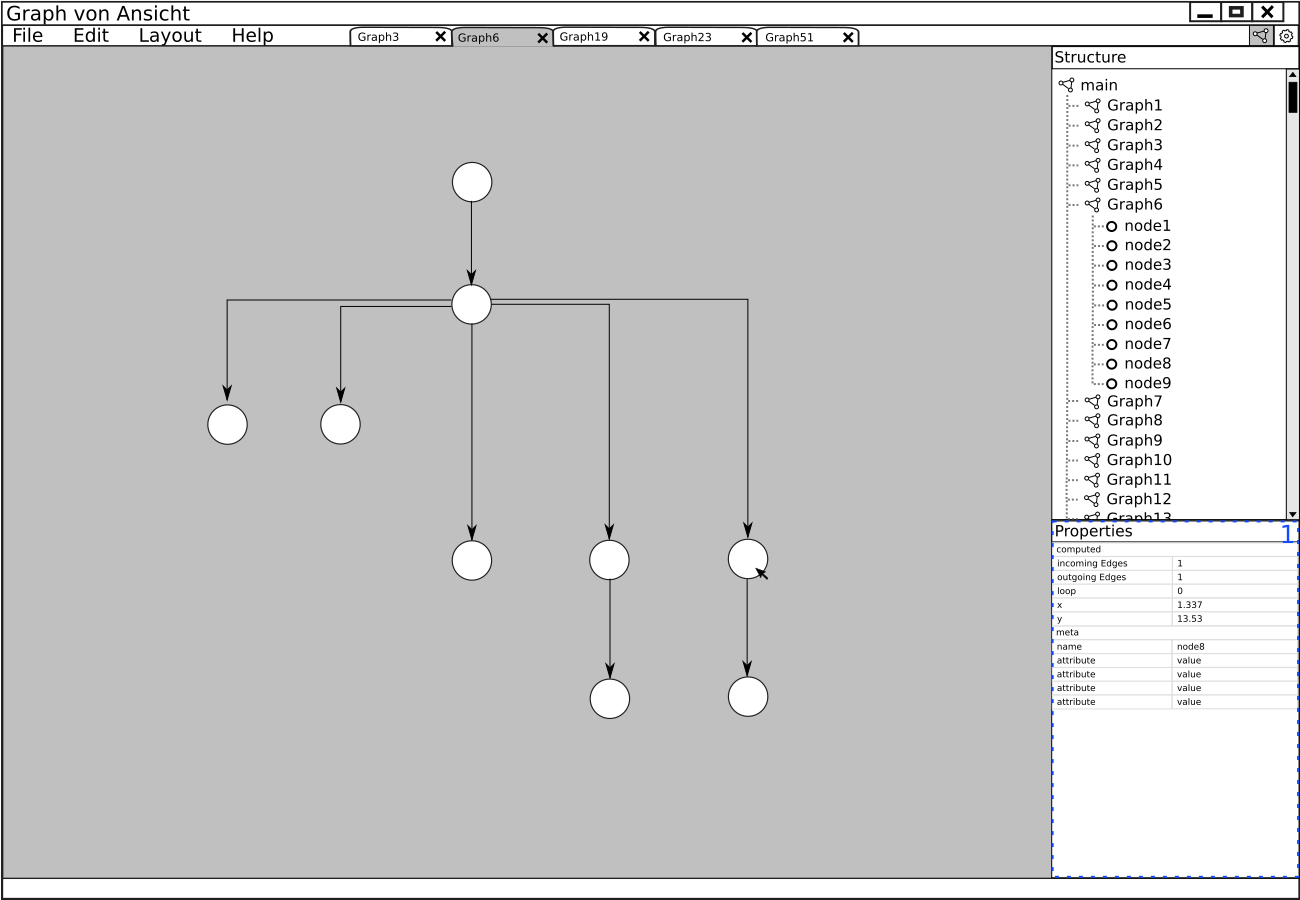 Graph von Ansicht
File Edit Layout Help Graph3 Graph6 Graph19 Graph23 Graph51
Structure
main
Graph1
Graph2
Graph3
Graph4
Graph5
Graph6
node1
node2
node3
node4
node5
node6
node7
node8
node9
Graph7
Graph8
Graph9
Graph10
Graph11
Graph12
Graph13
Properties 1
computed
incoming Edges 1
outgoing Edges 1
loop 0
x 1.337
y 13.53
meta
name node8
attribute value
attribute value
attribute value
attribute value